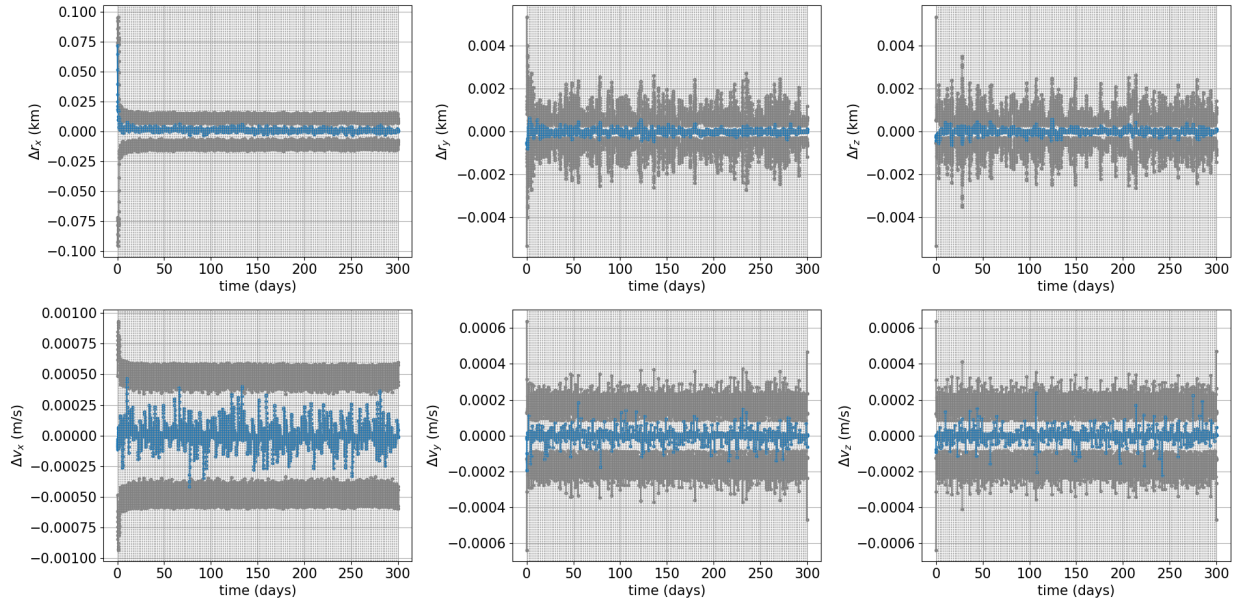 0.100
0.075
0.050
0.025
0.000
−0.025
−0.050
−0.075
−0.100
Δrx (km)
0 50 100 150 200 250 300
time (days)
0.004
0.002
0.000
−0.002
−0.004
Δry (km)
0 50 100 150 200 250 300
time (days)
0.004
0.002
0.000
−0.002
−0.004
Δrz (km)
0 50 100 150 200 250 300
time (days)
0.00100
0.00075
0.00050
0.00025
0.00000
−0.00025
−0.00050
−0.00075
−0.00100
Δvx (m/s)
0 50 100 150 200 250 300
time (days)
0.0006
0.0004
0.0002
0.0000
−0.0002
−0.0004
−0.0006
Δvy (m/s)
0 50 100 150 200 250 300
time (days)
0.0006
0.0004
0.0002
0.0000
−0.0002
−0.0004
−0.0006
Δvz (m/s)
0 50 100 150 200 250 300
time (days)